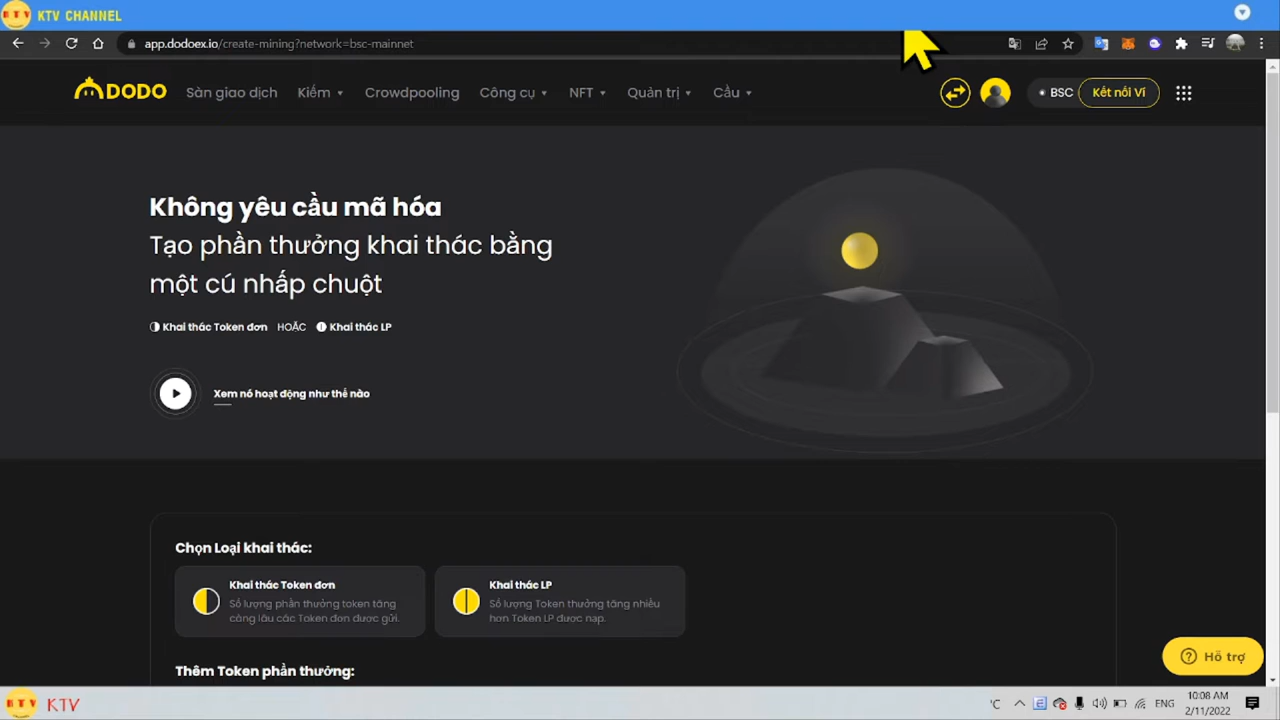 KTV CHANNEL
app.dodoex.io/create-mining?network=bsc-mainnet
DODO Sàn giao dịch Kiếm Crowdpooling Công cụ NFT Quản trị Cầu BSC Kết nối Ví
Không yêu cầu mã hóa
Tạo phần thưởng khai thác bằng
một cú nhấp chuột
Khai thác Token đơn HOẶC Khai thác LP
Xem nó hoạt động như thế nào
Chọn Loại khai thác:
Khai thác Token đơn
Số lượng phần thưởng token tăng
càng lâu các Token đơn được gửi.
Khai thác LP
Số lượng Token thưởng tăng nhiều
hơn Token LP được nạp.
Thêm Token phần thưởng:
Hỗ trợ
KTV KTV
°C ENG
10:08 AM
2/11/2022